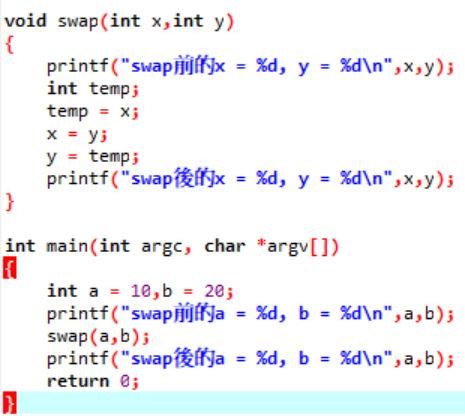 void swap(int x,int y)
{
    printf("swap前的x = %d, y = %d\n",x,y);
    int temp;
    temp = x;
    x = y;
    y = temp;
    printf("swap後的x = %d, y = %d\n",x,y);
}
int main(int argc, char *argv[])
{
    int a = 10,b = 20;
    printf("swap前的a = %d, b = %d\n",a,b);
    swap(a,b);
    printf("swap後的a = %d, b = %d\n",a,b);
    return 0;
}